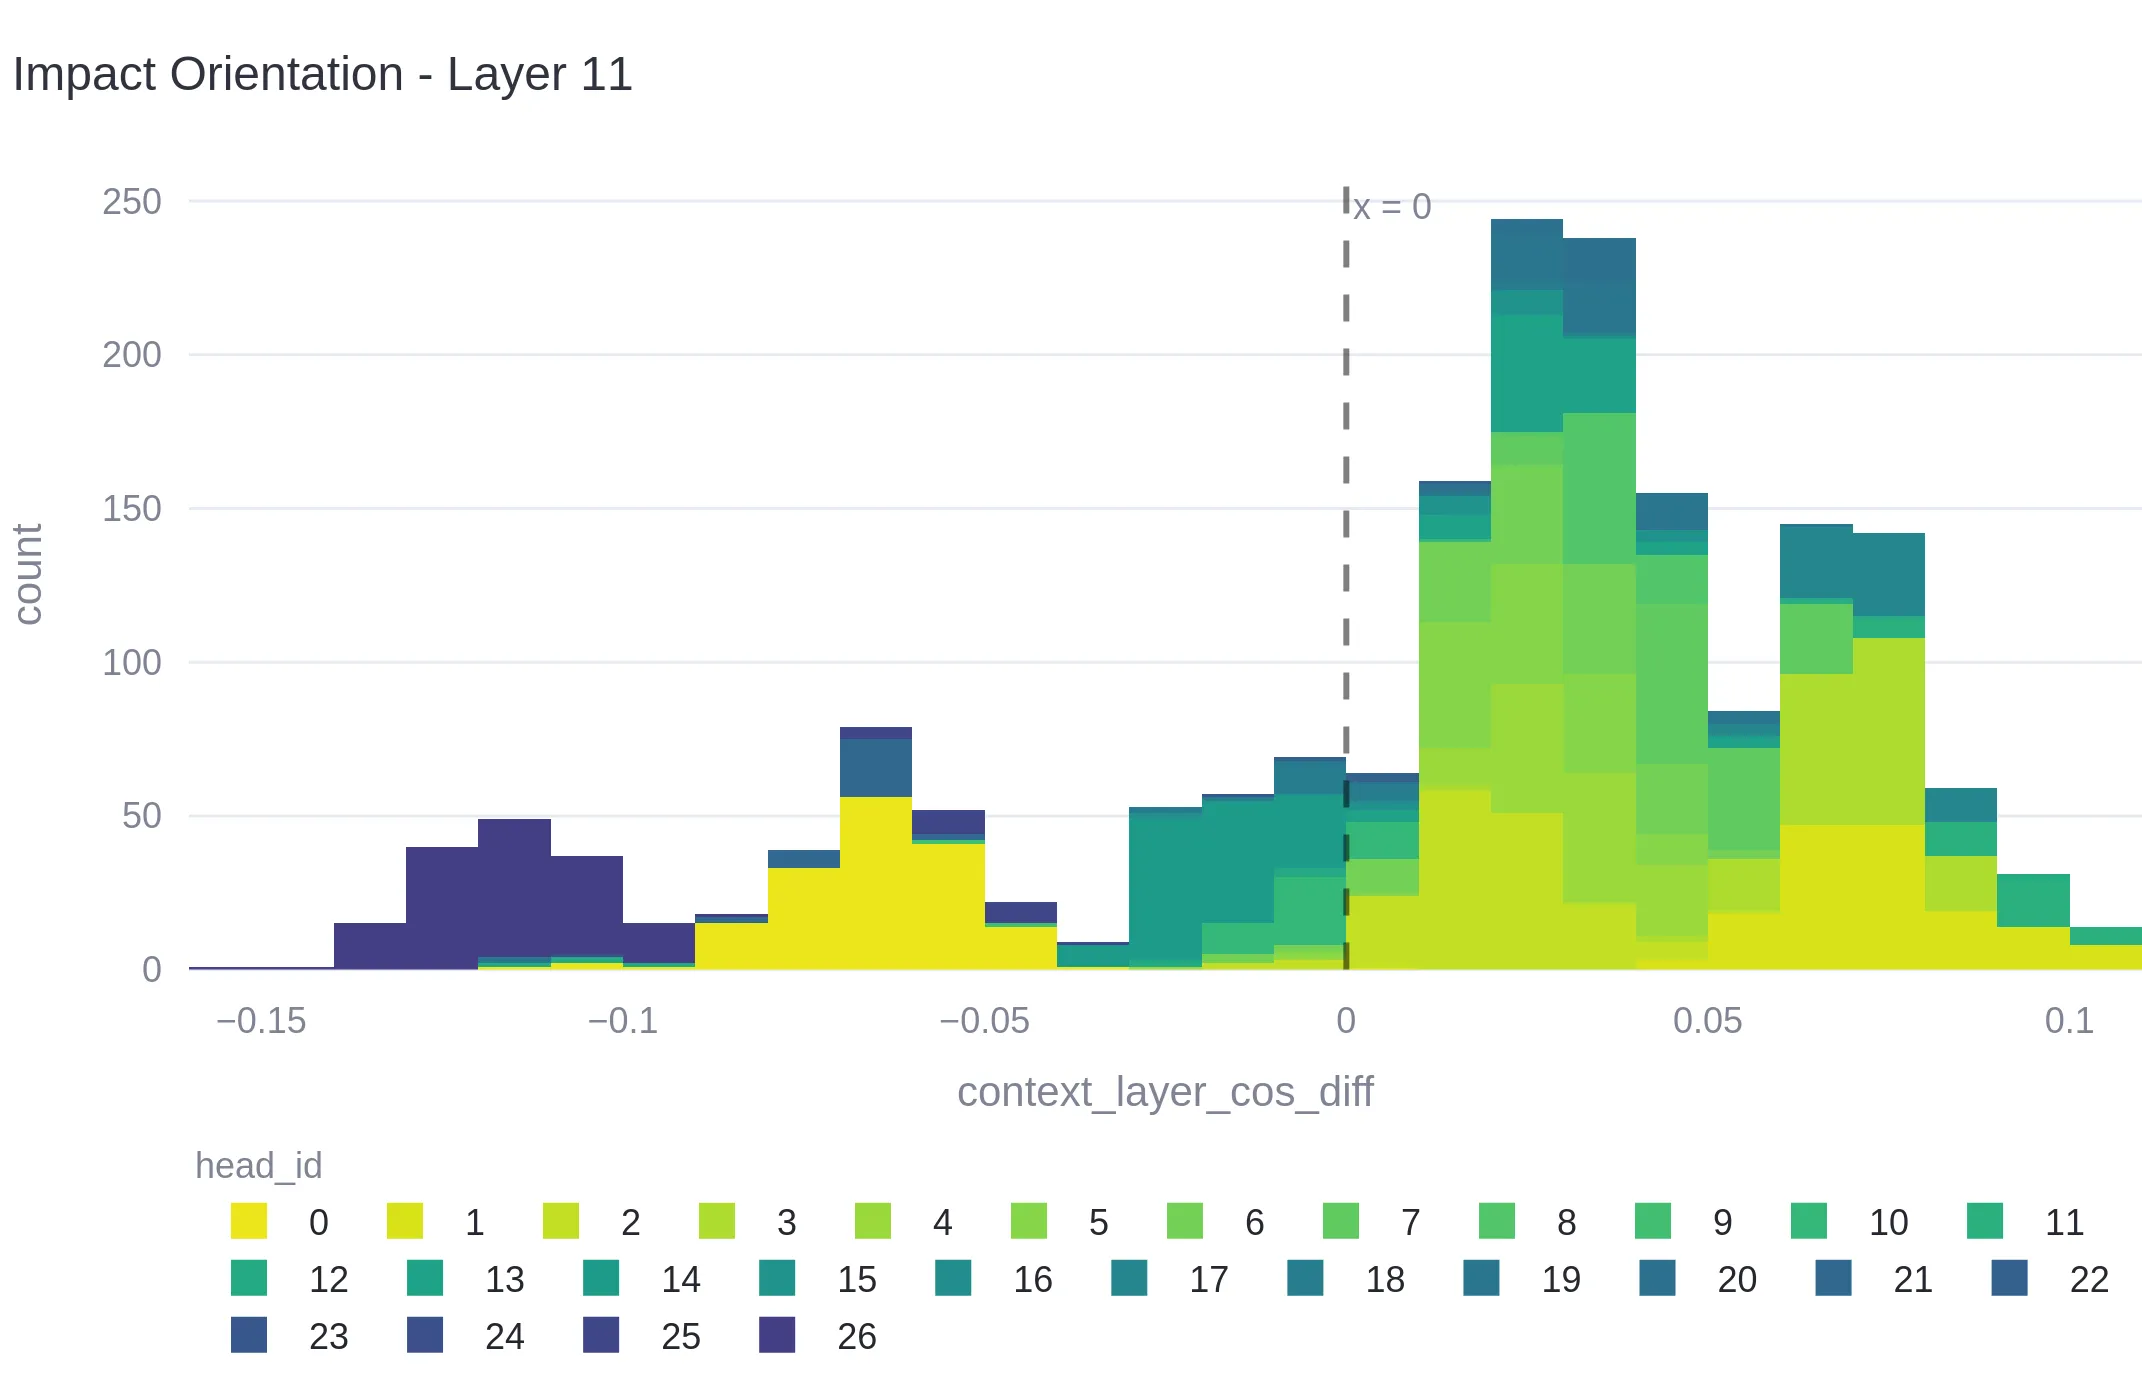 Impact Orientation - Layer 11
250
x = 0
200
150
100
50
0
count
−0.15 −0.1 −0.05 0 0.05 0.1
context_layer_cos_diff
head_id
0 1 2 3 4 5 6 7 8 9 10 11
12 13 14 15 16 17 18 19 20 21 22
23 24 25 26